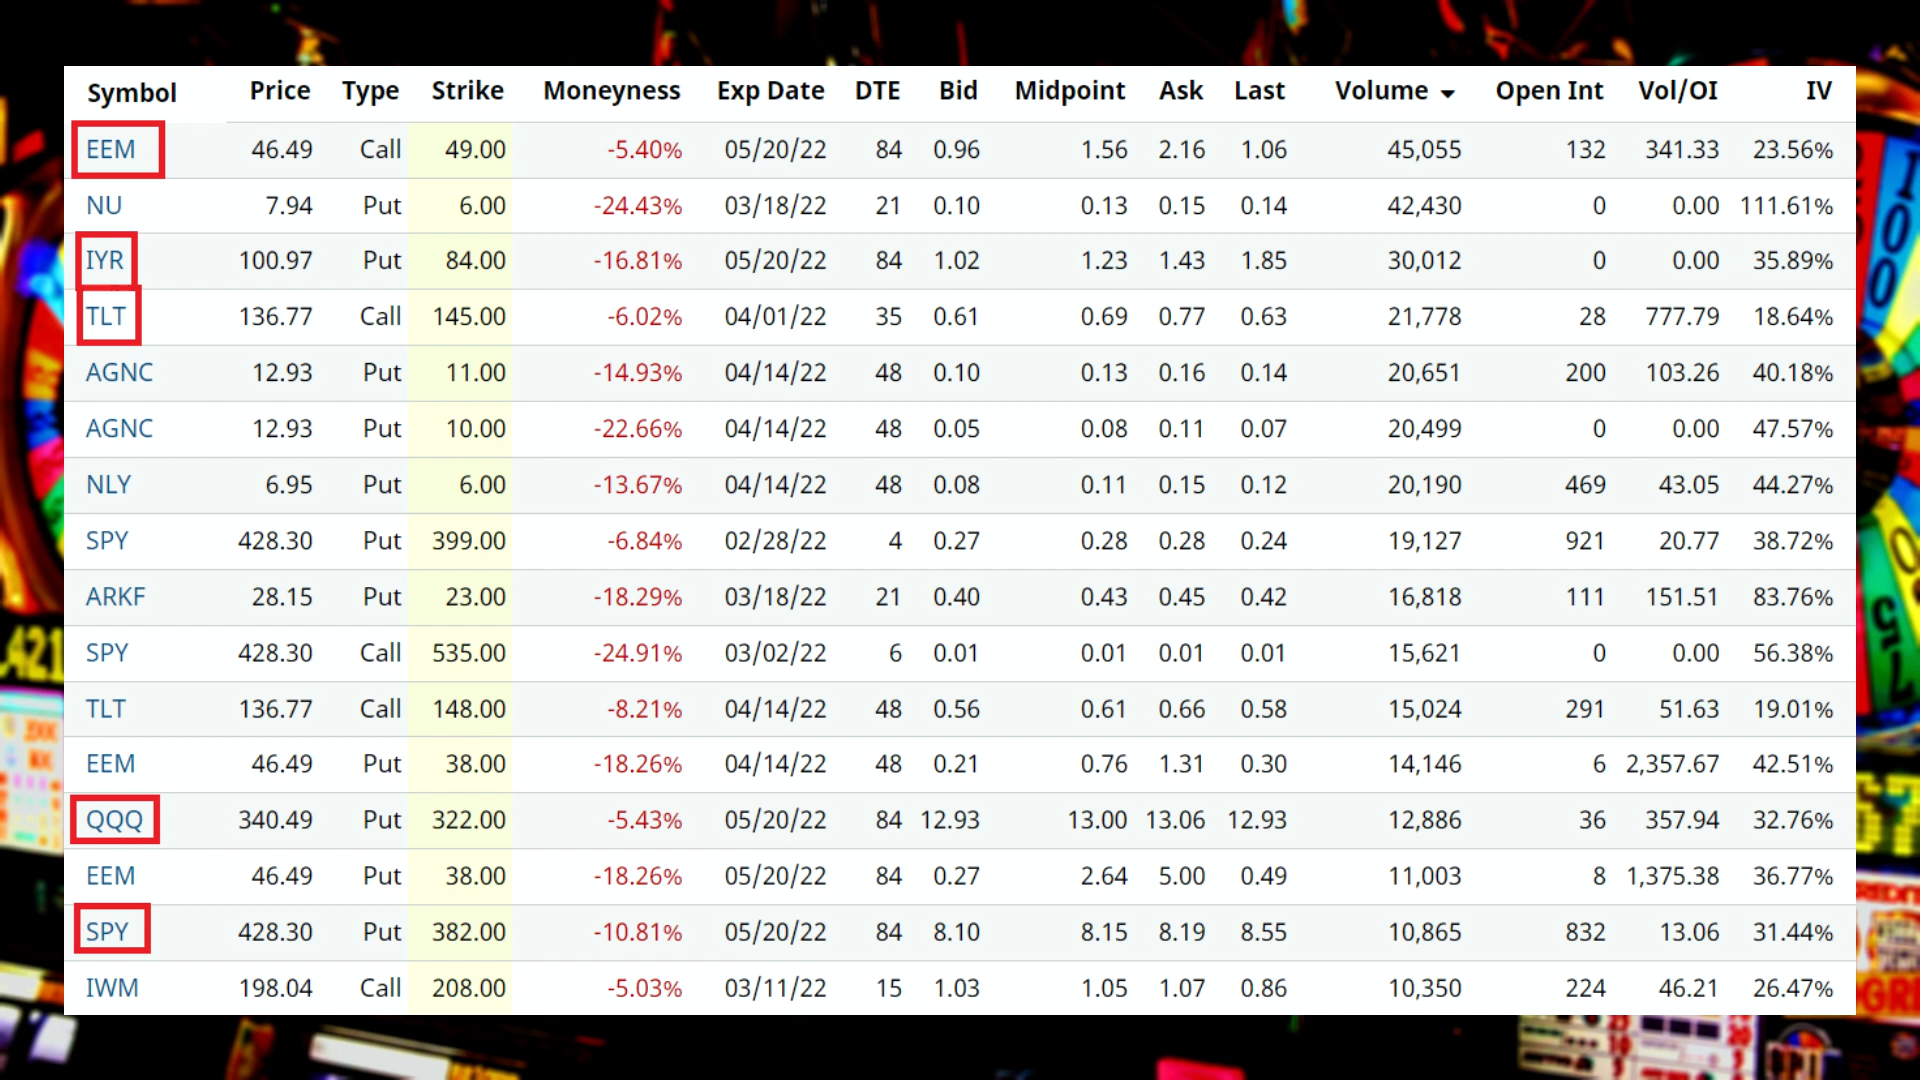 Symbol Price Type Strike Moneyness Exp Date DTE Bid Midpoint Ask Last Volume Open Int Vol/OI IV
EEM 46.49 Call 49.00 -5.40% 05/20/22 84 0.96 1.56 2.16 1.06 45,055 132 341.33 23.56%
NU 7.94 Put 6.00 -24.43% 03/18/22 21 0.10 0.13 0.15 0.14 42,430 0 0.00 111.61%
IYR 100.97 Put 84.00 -16.81% 05/20/22 84 1.02 1.23 1.43 1.85 30,012 0 0.00 35.89%
TLT 136.77 Call 145.00 -6.02% 04/01/22 35 0.61 0.69 0.77 0.63 21,778 28 777.79 18.64%
AGNC 12.93 Put 11.00 -14.93% 04/14/22 48 0.10 0.13 0.16 0.14 20,651 200 103.26 40.18%
AGNC 12.93 Put 10.00 -22.66% 04/14/22 48 0.05 0.08 0.11 0.07 20,499 0 0.00 47.57%
NLY 6.95 Put 6.00 -13.67% 04/14/22 48 0.08 0.11 0.15 0.12 20,190 469 43.05 44.27%
SPY 428.30 Put 399.00 -6.84% 02/28/22 4 0.27 0.28 0.28 0.24 19,127 921 20.77 38.72%
ARKF 28.15 Put 23.00 -18.29% 03/18/22 21 0.40 0.43 0.45 0.42 16,818 111 151.51 83.76%
SPY 428.30 Call 535.00 -24.91% 03/02/22 6 0.01 0.01 0.01 0.01 15,621 0 0.00 56.38%
TLT 136.77 Call 148.00 -8.21% 04/14/22 48 0.56 0.61 0.66 0.58 15,024 291 51.63 19.01%
EEM 46.49 Put 38.00 -18.26% 04/14/22 48 0.21 0.76 1.31 0.30 14,146 6 2,357.67 42.51%
QQQ 340.49 Put 322.00 -5.43% 05/20/22 84 12.93 13.00 13.06 12.93 12,886 36 357.94 32.76%
EEM 46.49 Put 38.00 -18.26% 05/20/22 84 0.27 2.64 5.00 0.49 11,003 8 1,375.38 36.77%
SPY 428.30 Put 382.00 -10.81% 05/20/22 84 8.10 8.15 8.19 8.55 10,865 832 13.06 31.44%
IWM 198.04 Call 208.00 -5.03% 03/11/22 15 1.03 1.05 1.07 0.86 10,350 224 46.21 26.47%
.421
100